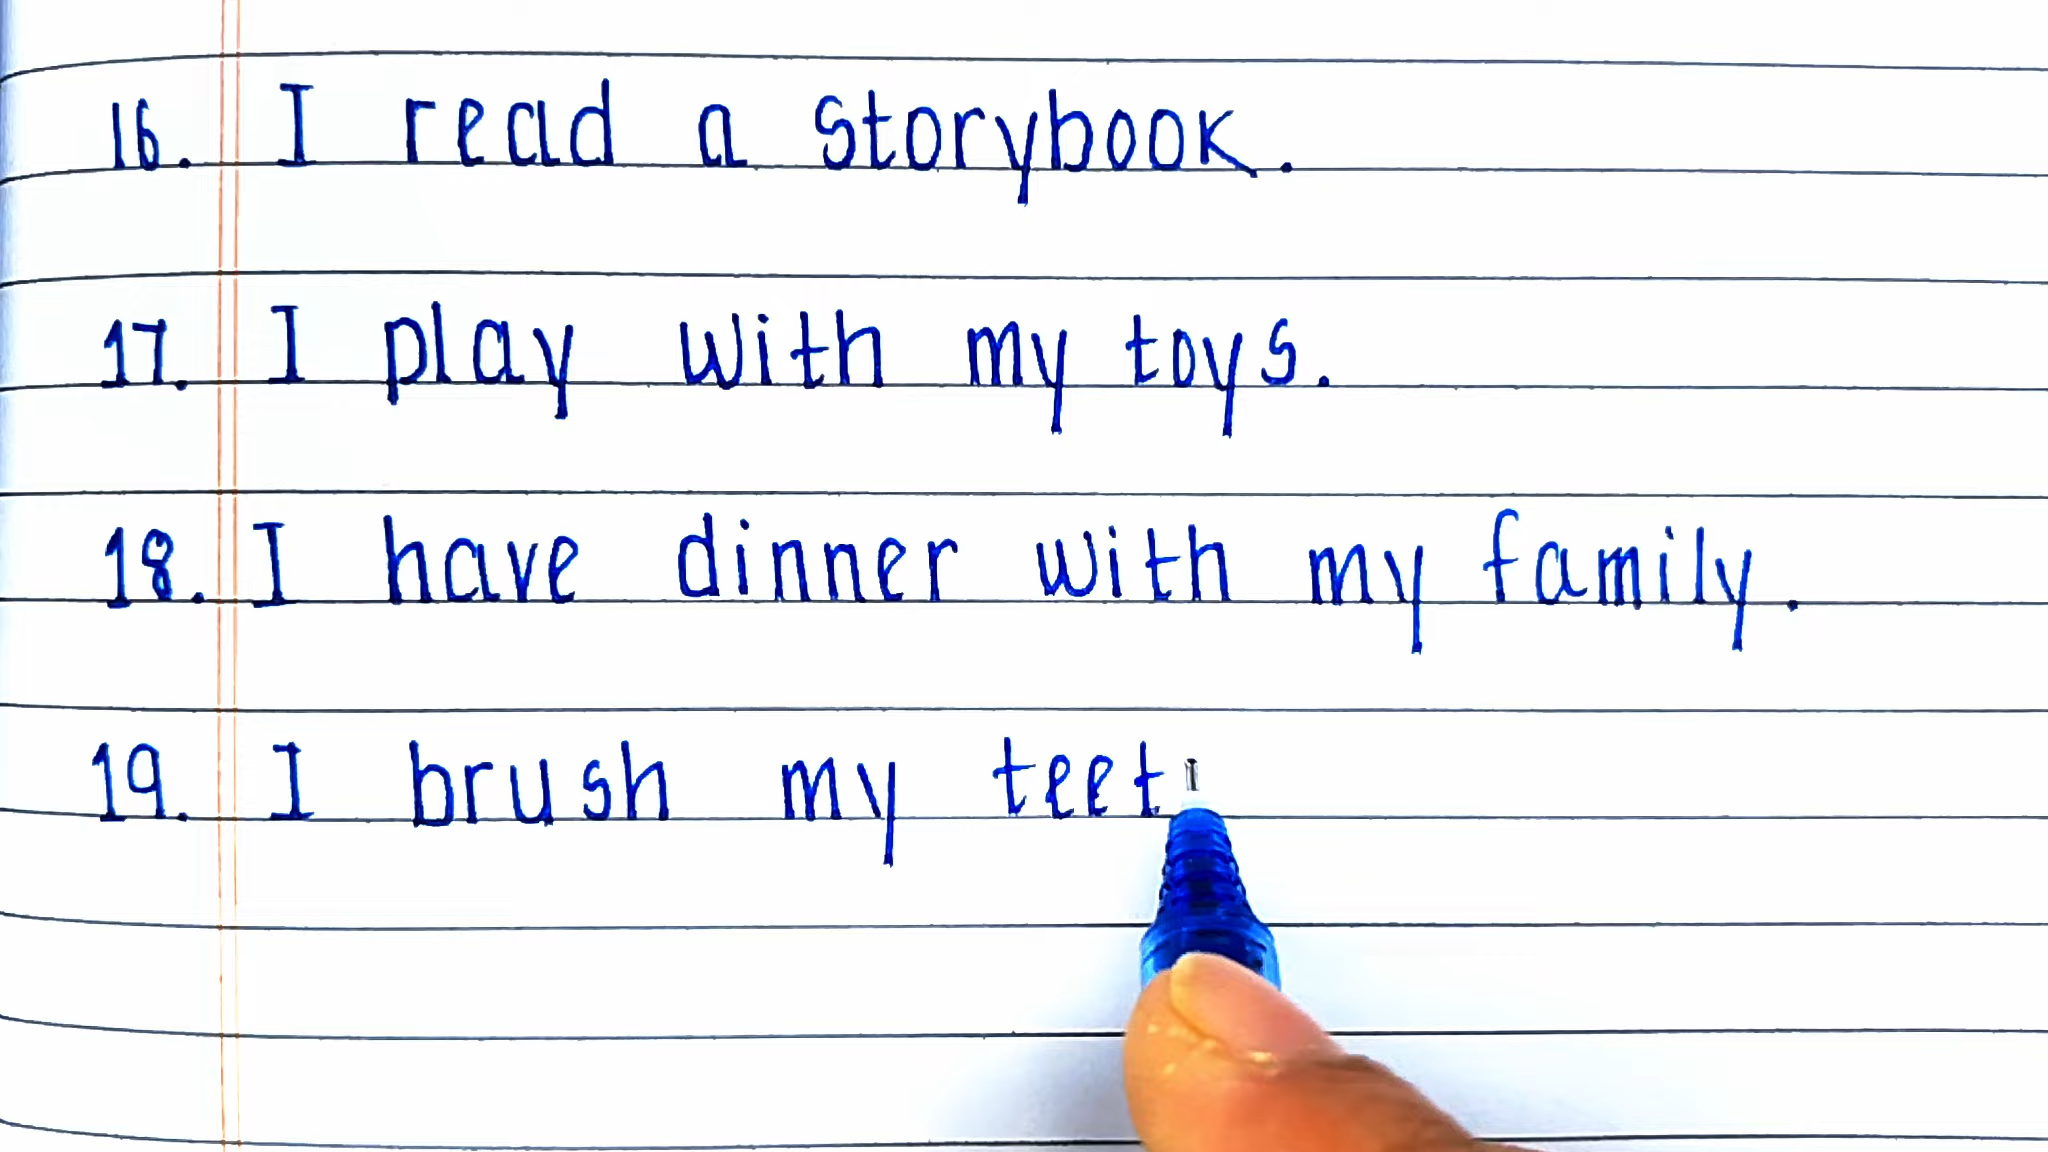 16. I read a storybook.
17. I play with my toys.
18. I have dinner with my family.
19. I brush my teet